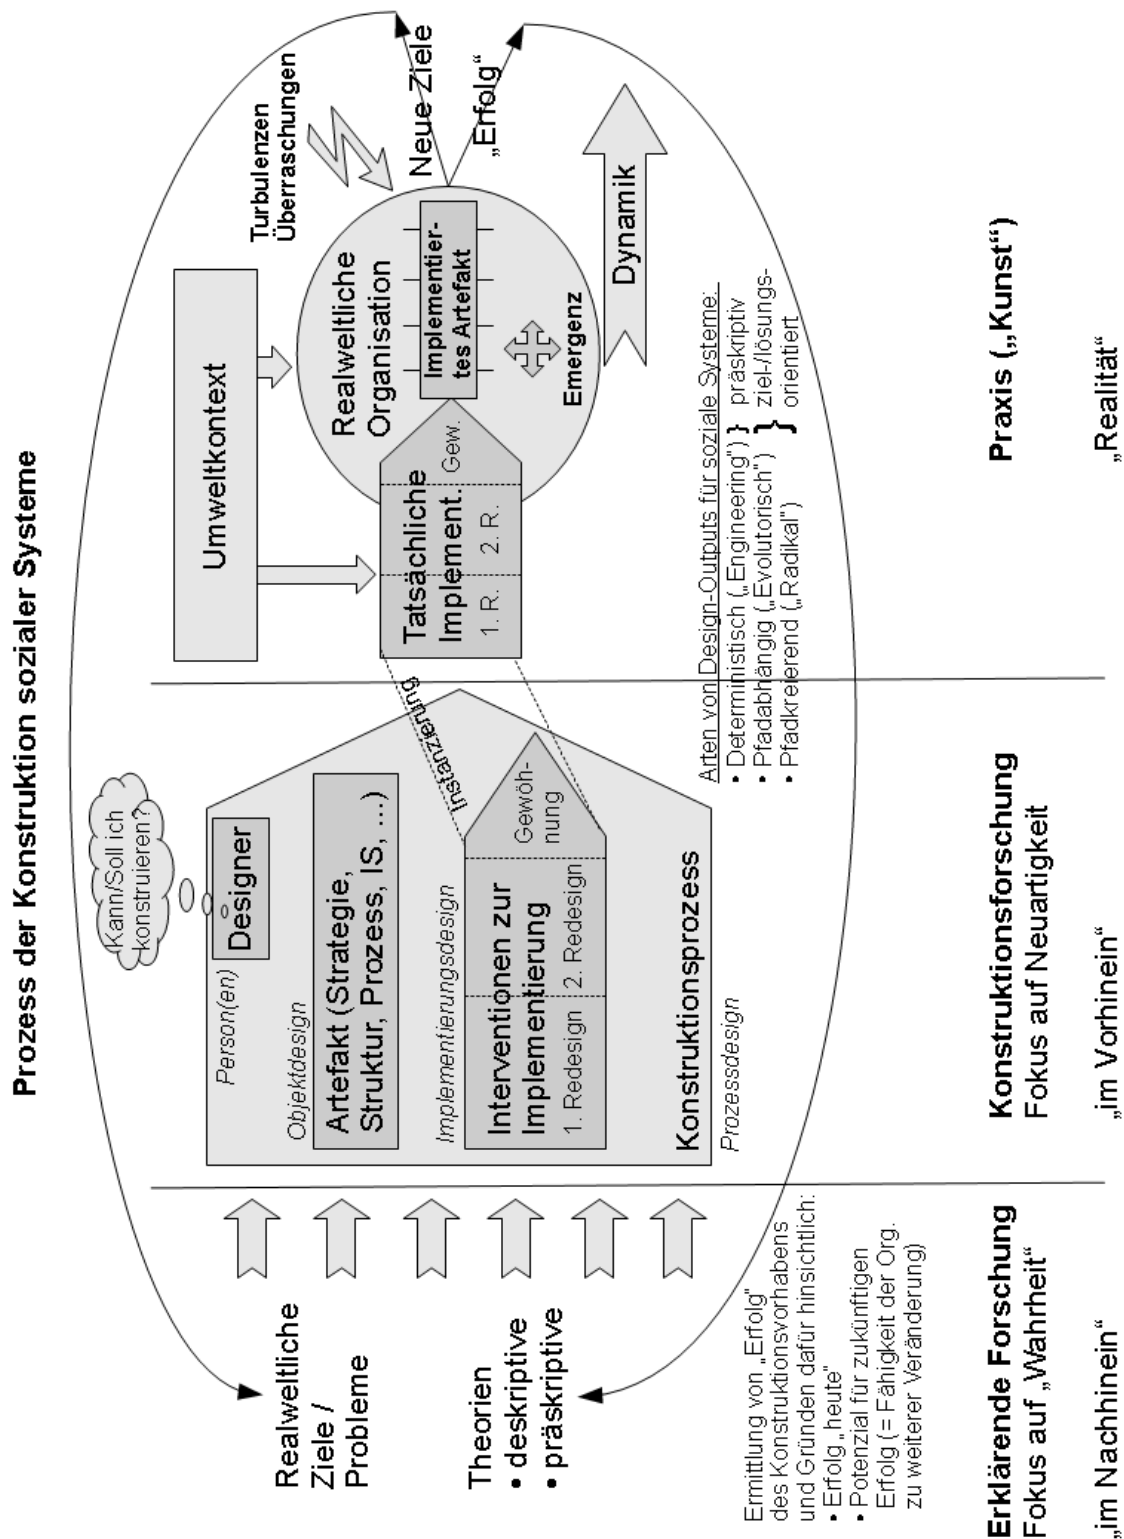 Prozess der Konstruktion sozialer Systeme
Kann/Soll ich
konstruieren?
Person(en)
Designer
Objektdesign
Artefakt (Strategie,
Struktur, Prozess, IS, ...)
Implementierungsdesign
Interventionen zur
Implementierung
1. Redesign
2. Redesign
Gewöh-
nung
Konstruktionsprozess
Prozessdesign
Realweltliche
Ziele /
Probleme
Theorien
• deskriptive
• präskriptive
Instanzierung
Umweltkontext
Tatsächliche
Implement.
1. R.
2. R.
Gew.
Realweltliche
Organisation
Implementier-
tes Artefakt
Emergenz
Turbulenzen
Überraschungen
Neue Ziele
„Erfolg“
Dynamik
Ermittlung von „Erfolg“
des Konstruktionsvorhabens
und Gründen dafür hinsichtlich:
• Erfolg „heute“
• Potenzial für zukünftigen
Erfolg (= Fähigkeit der Org.
zu weiterer Veränderung)
Arten von Design-Outputs für soziale Systeme:
• Deterministisch („Engineering“) } präskriptiv
• Pfadabhängig („Evolutorisch“) } ziel-/lösungs-
• Pfadkreierend („Radikal“) orientiert
Erklärende Forschung
Fokus auf „Wahrheit“
„im Nachhinein“
Konstruktionsforschung
Fokus auf Neuartigkeit
„im Vorhinein“
Praxis („Kunst“)
„Realität“